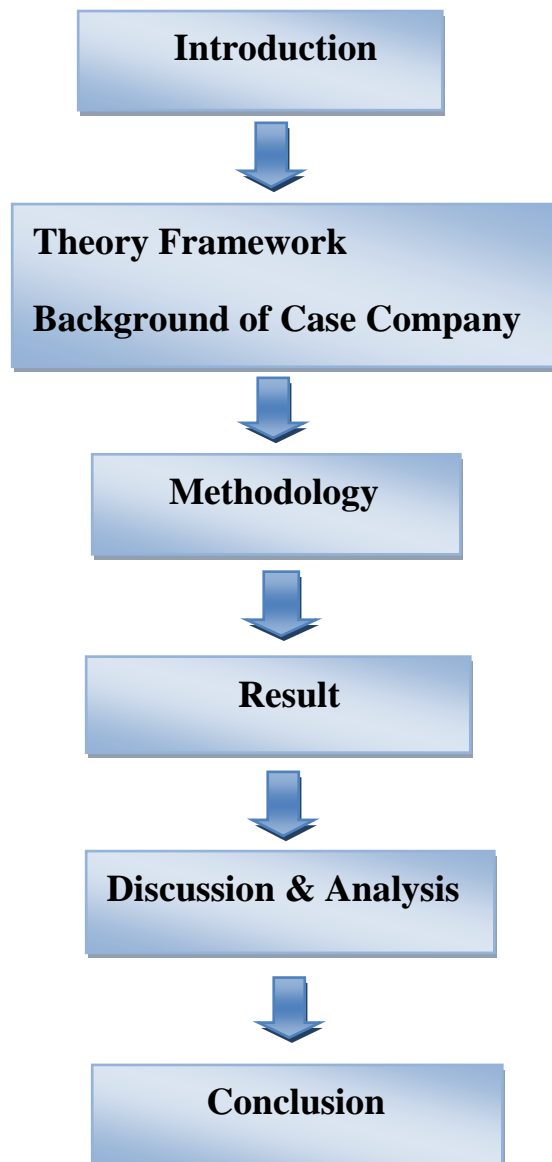 Introduction
Theory Framework
Background of Case Company
Methodology
Result
Discussion & Analysis
Conclusion